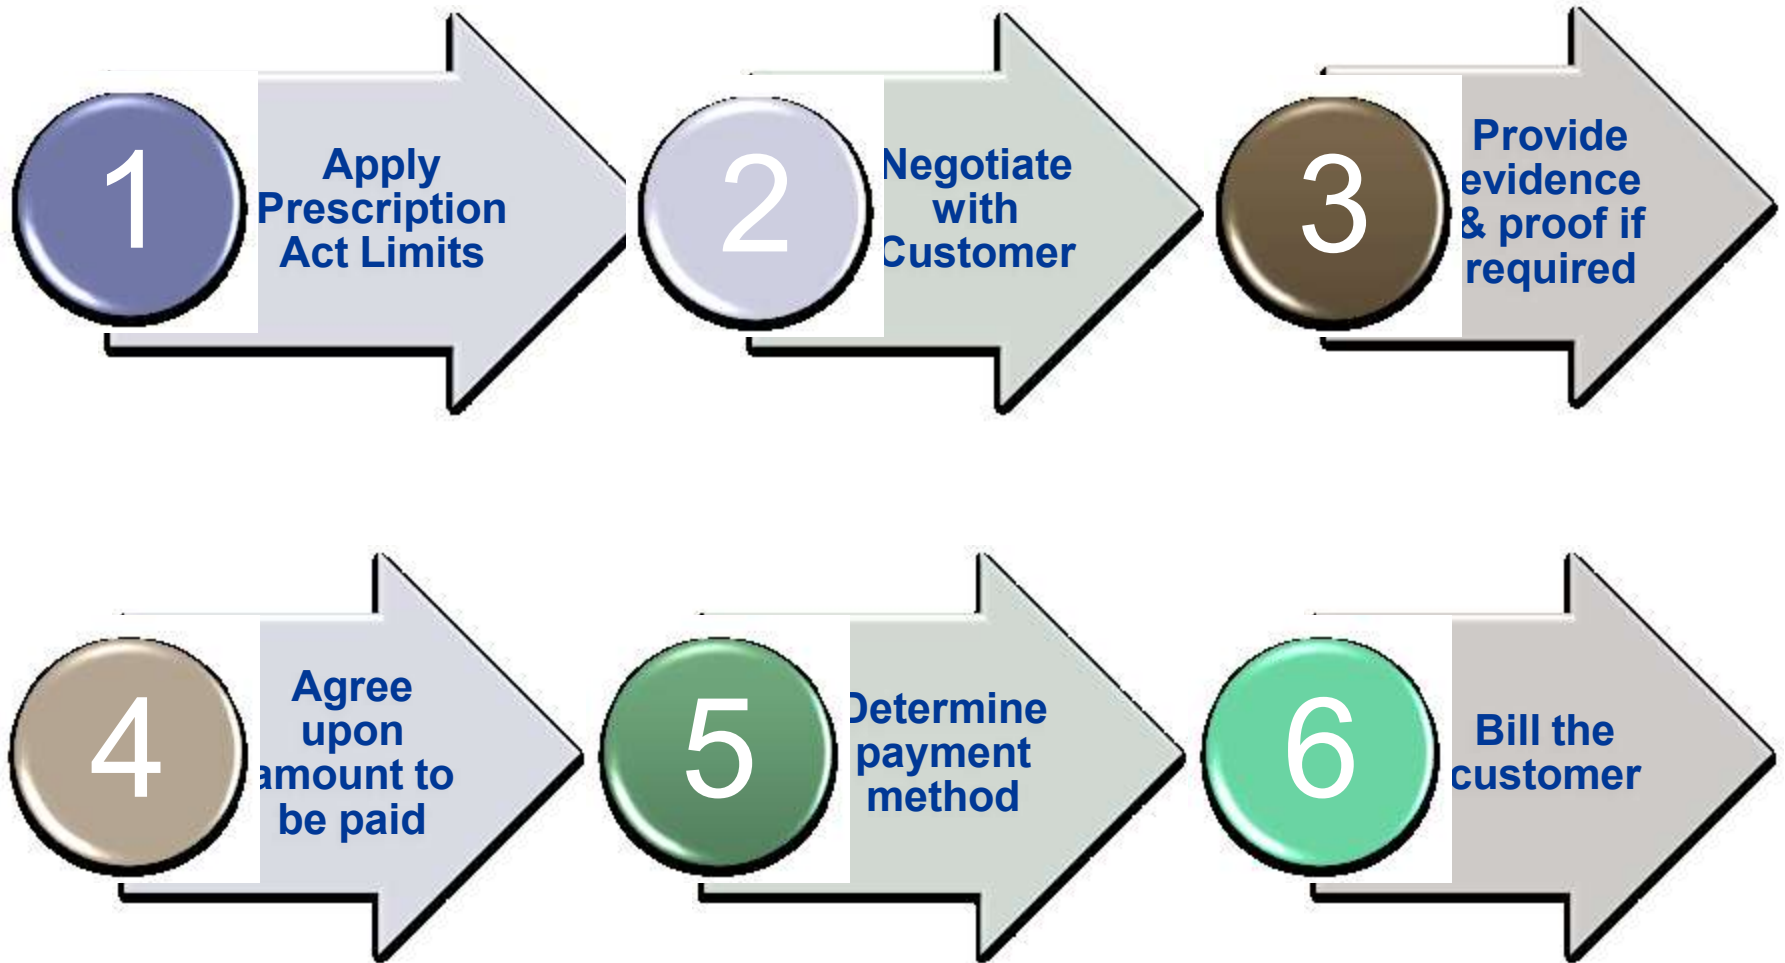 1
Apply
Prescription
Act Limits
2
Negotiate
with
Customer
3
Provide
evidence
& proof if
required
4
Agree
upon
amount to
be paid
5
Determine
payment
method
6
Bill the
customer